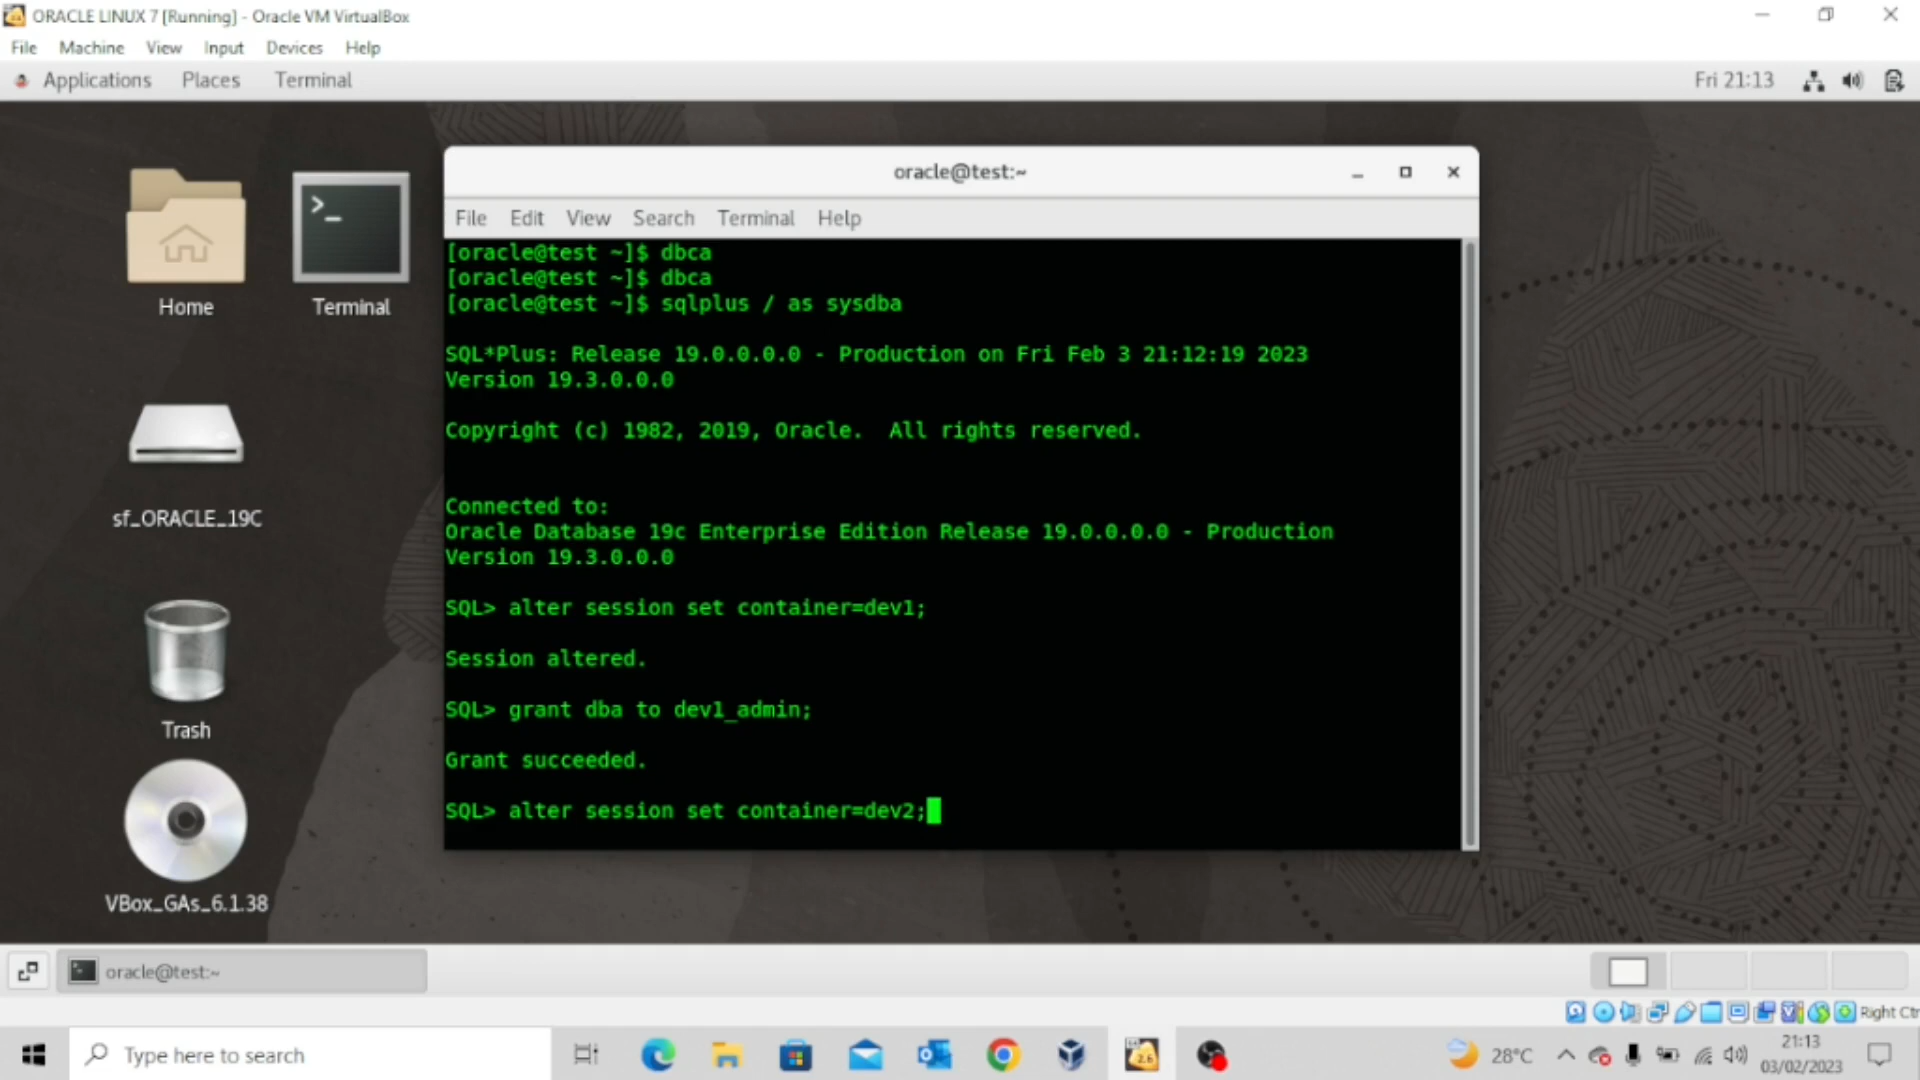 ORACLE LINUX 7 [Running] - Oracle VM VirtualBox
File Machine View Input Devices Help
Applications Places Terminal Fri 21:13
oracle@test:~
File Edit View Search Terminal Help
[oracle@test ~]$ dbca
[oracle@test ~]$ dbca
[oracle@test ~]$ sqlplus / as sysdba
SQL*Plus: Release 19.0.0.0.0 - Production on Fri Feb 3 21:12:19 2023
Version 19.3.0.0.0
Copyright (c) 1982, 2019, Oracle.  All rights reserved.
Connected to:
Oracle Database 19c Enterprise Edition Release 19.0.0.0.0 - Production
Version 19.3.0.0.0
SQL> alter session set container=dev1;
Session altered.
SQL> grant dba to dev1_admin;
Grant succeeded.
SQL> alter session set container=dev2;
Home
Terminal
sf_ORACLE_19C
Trash
VBox_GAs_6.1.38
oracle@test:~
Right Ctr
Type here to search
2.6
28°C
21:13
03/02/2023